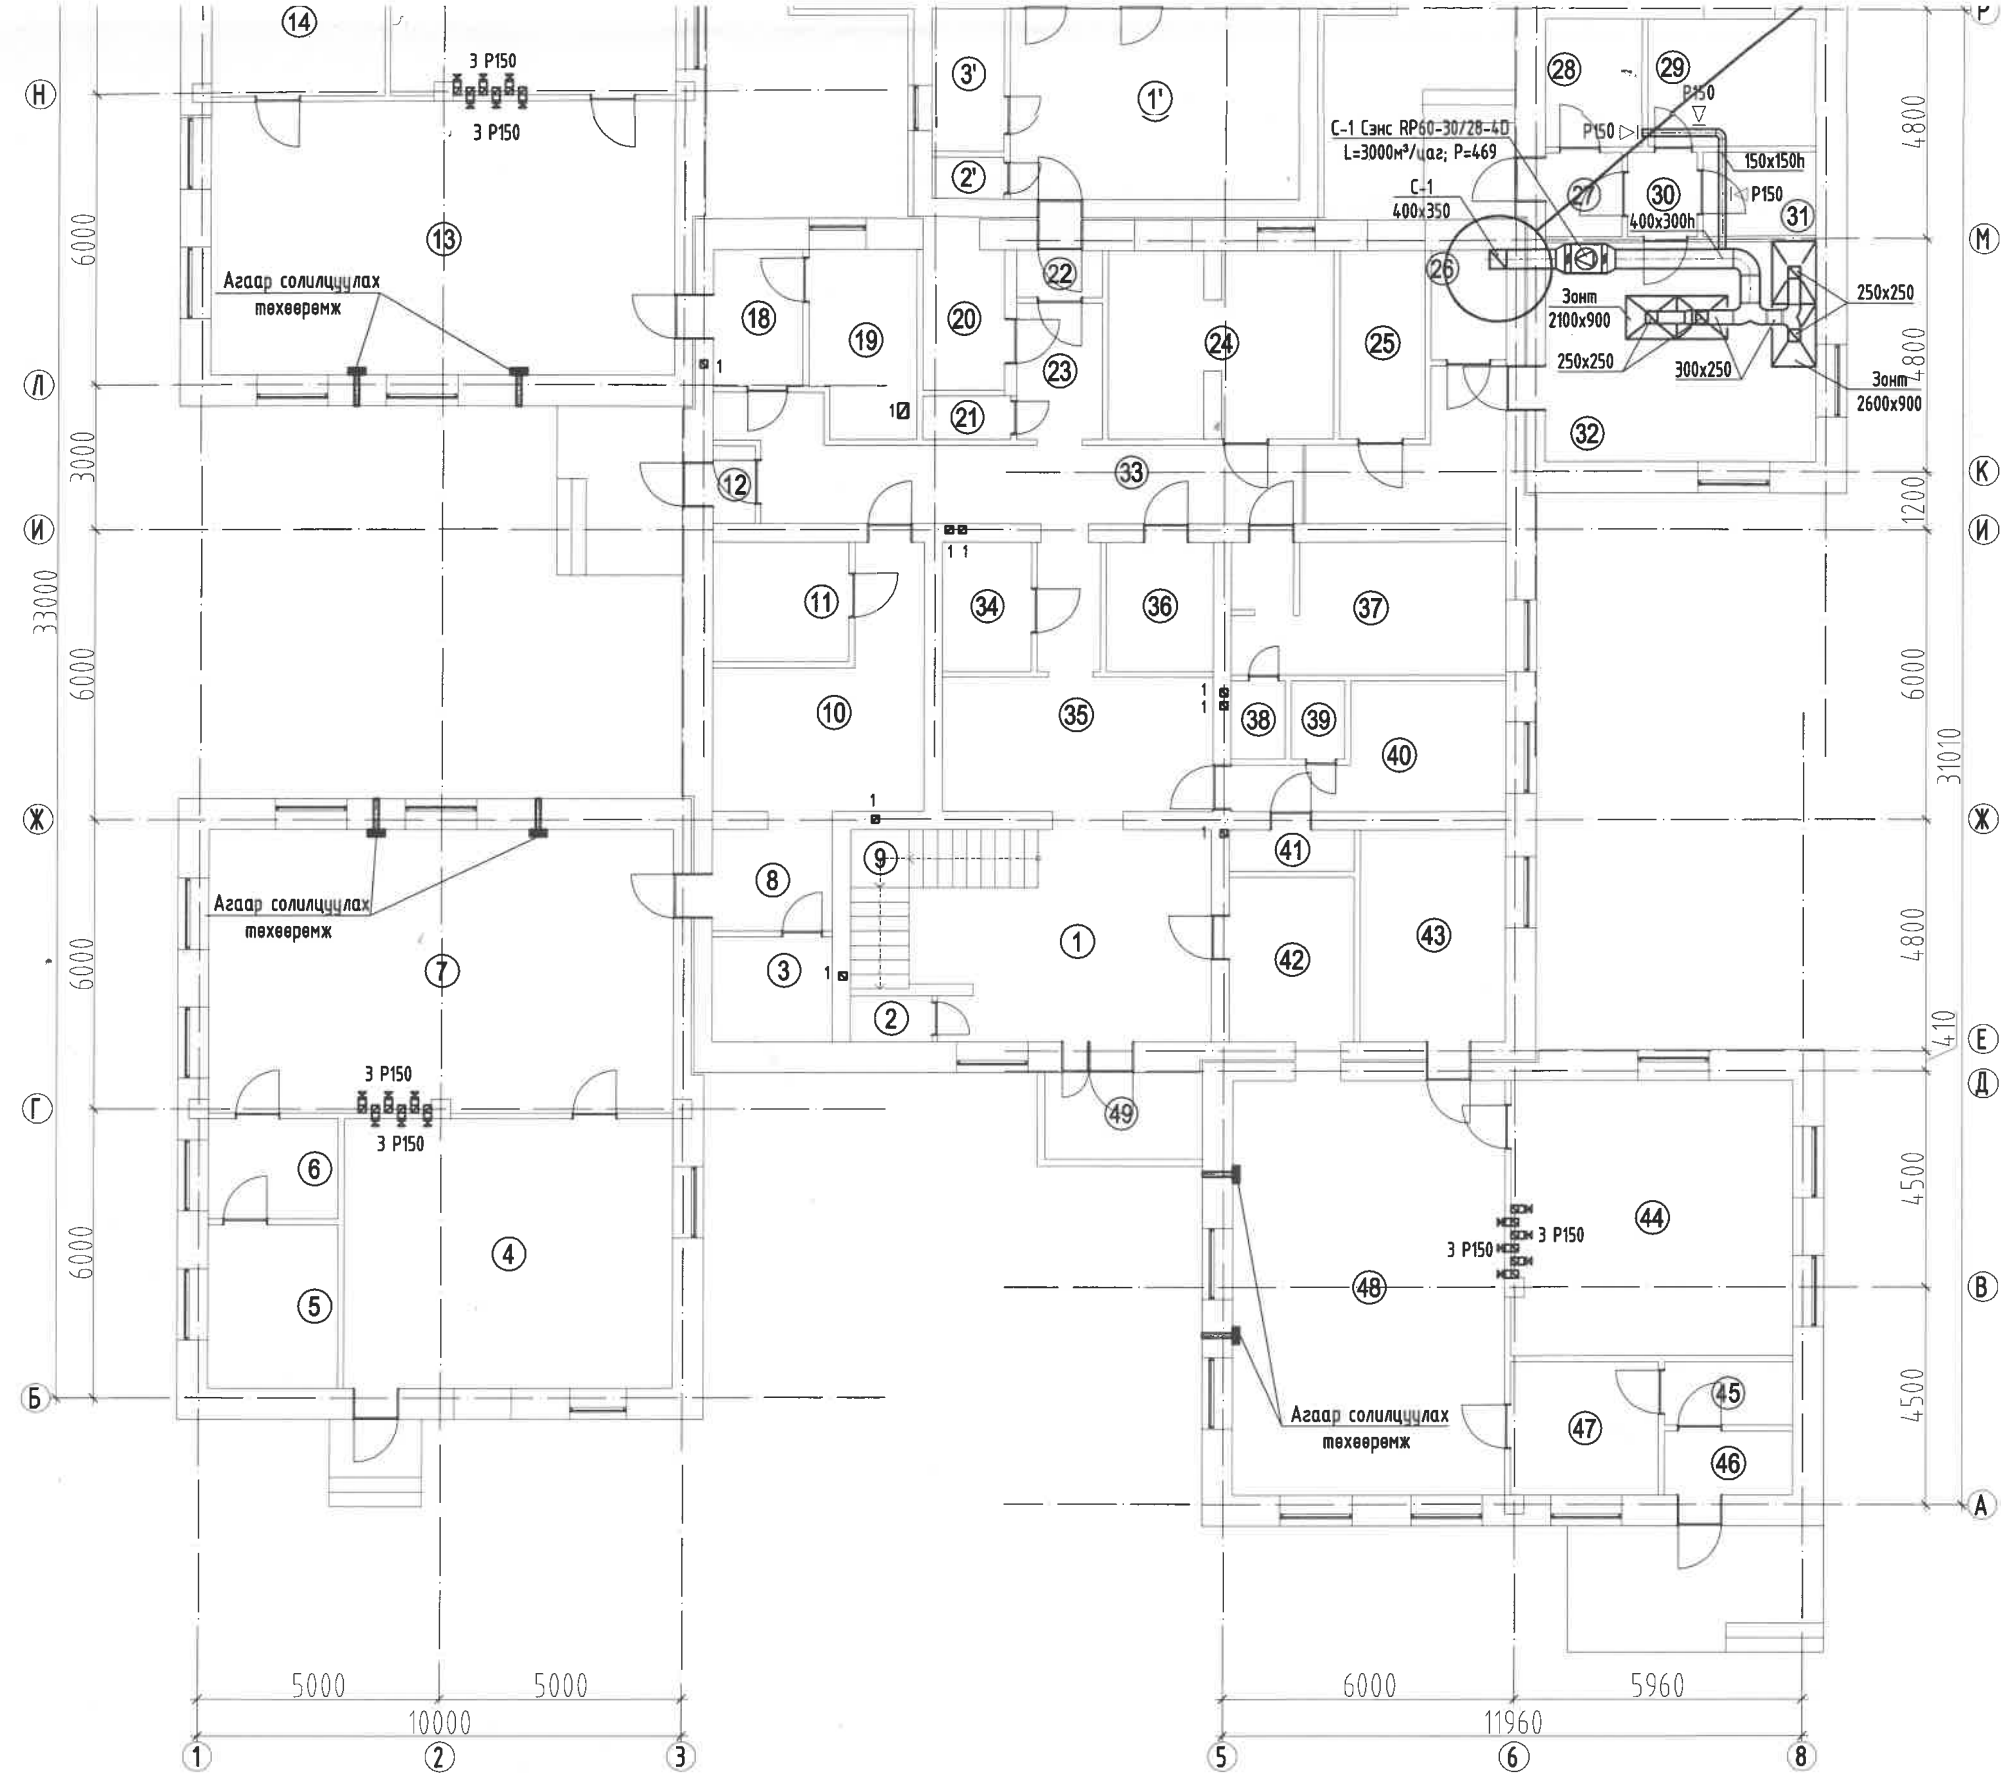 14
3 P150
3'
1'
28
29
P150
Р
Н
3 P150
С-1 Сэнс RP60-30/28-4D
P150
Н
L=3000м³/цаг; P=469
150x150h
4800
2'
С-1
27
30
P150
400x350
400x300h
31
6000
13
М
Агаар солилцуулах
төхөөрөмж
22
26
18
20
Зонт
2100x900
250x250
19
24
25
23
250x250
300x250
4800
1
Л
Зонт
2600x900
1
21
32
3000
12
33
К
1200
И
1 1
И
33000
11
34
36
37
6000
6000
10
35
1
1
38
39
40
31010
Ж
1
Ж
1
9
41
8
Агаар солилцуулах
төхөөрөмж
6000
7
3
1
1
42
43
4800
2
410
Е
3 P150
Д
Г
49
3 P150
6
4500
44
3 P150
3 P150
6000
4
5
48
В
Б
45
4500
Агаар солилцуулах
төхөөрөмж
47
46
А
5000
5000
6000
5960
10000
11960
1
2
3
5
6
8